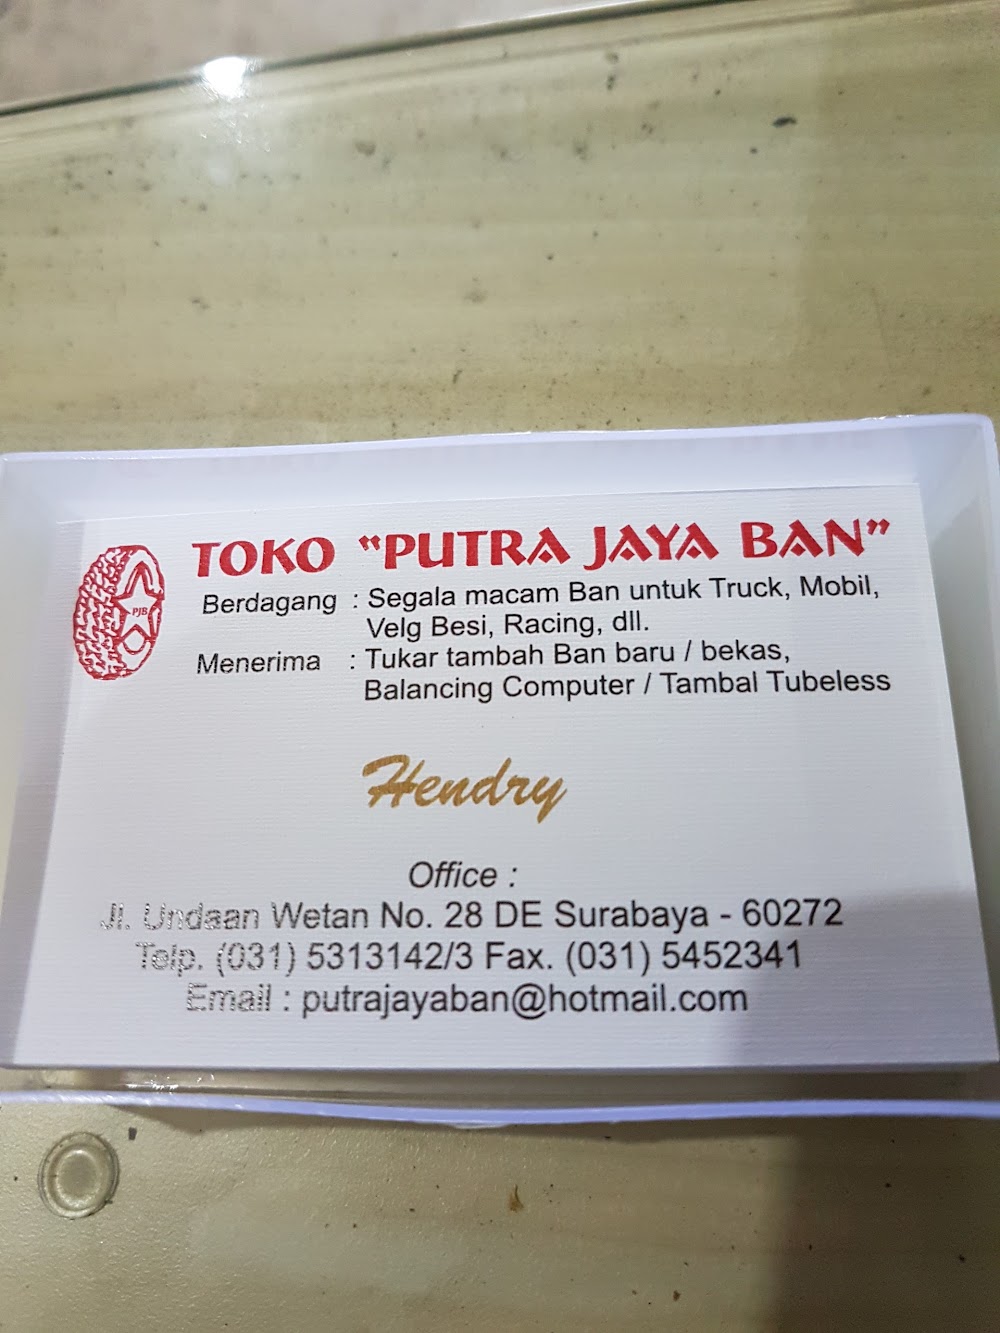 TOKO “PUTRA JAYA BAN”
PJB
Berdagang : Segala macam Ban untuk Truck, Mobil,
Velg Besi, Racing, dll.
Menerima : Tukar tambah Ban baru / bekas,
Balancing Computer / Tambal Tubeless
Hendry
Office :
Jl. Undaan Wetan No. 28 DE Surabaya - 60272
Telp. (031) 5313142/3 Fax. (031) 5452341
Email : putrajayaban@hotmail.com